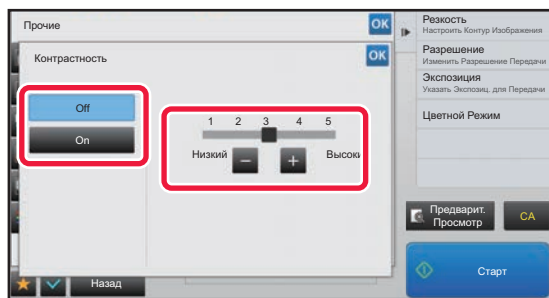 Прочие
OK
Контрастность
OK
Off
On
1 2 3 4 5
Низкий
Высоки
Назад
Резкость
Настроить Контур Изображения
Разрешение
Изменить Разрешение Передачи
Экспозиция
Указать Экспозиц. для Передачи
Цветной Режим
Предварит.
Просмотр
CA
Старт